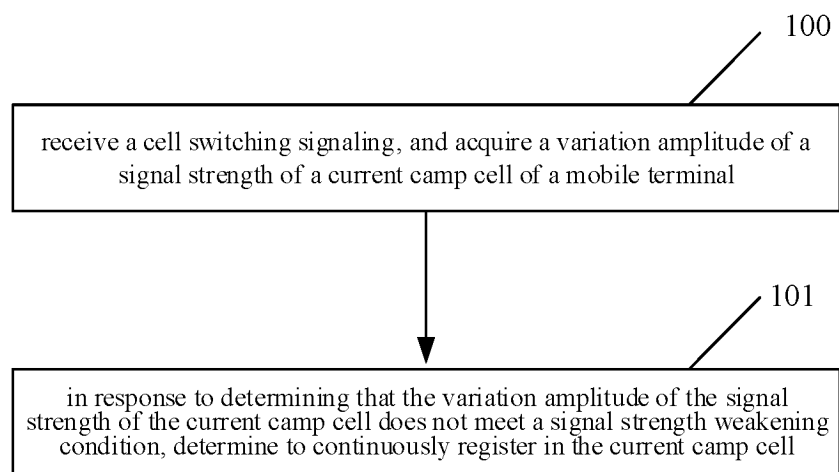 100
receive a cell switching signaling, and acquire a variation amplitude of a
signal strength of a current camp cell of a mobile terminal
101
in response to determining that the variation amplitude of the signal
strength of the current camp cell does not meet a signal strength weakening
condition, determine to continuously register in the current camp cell